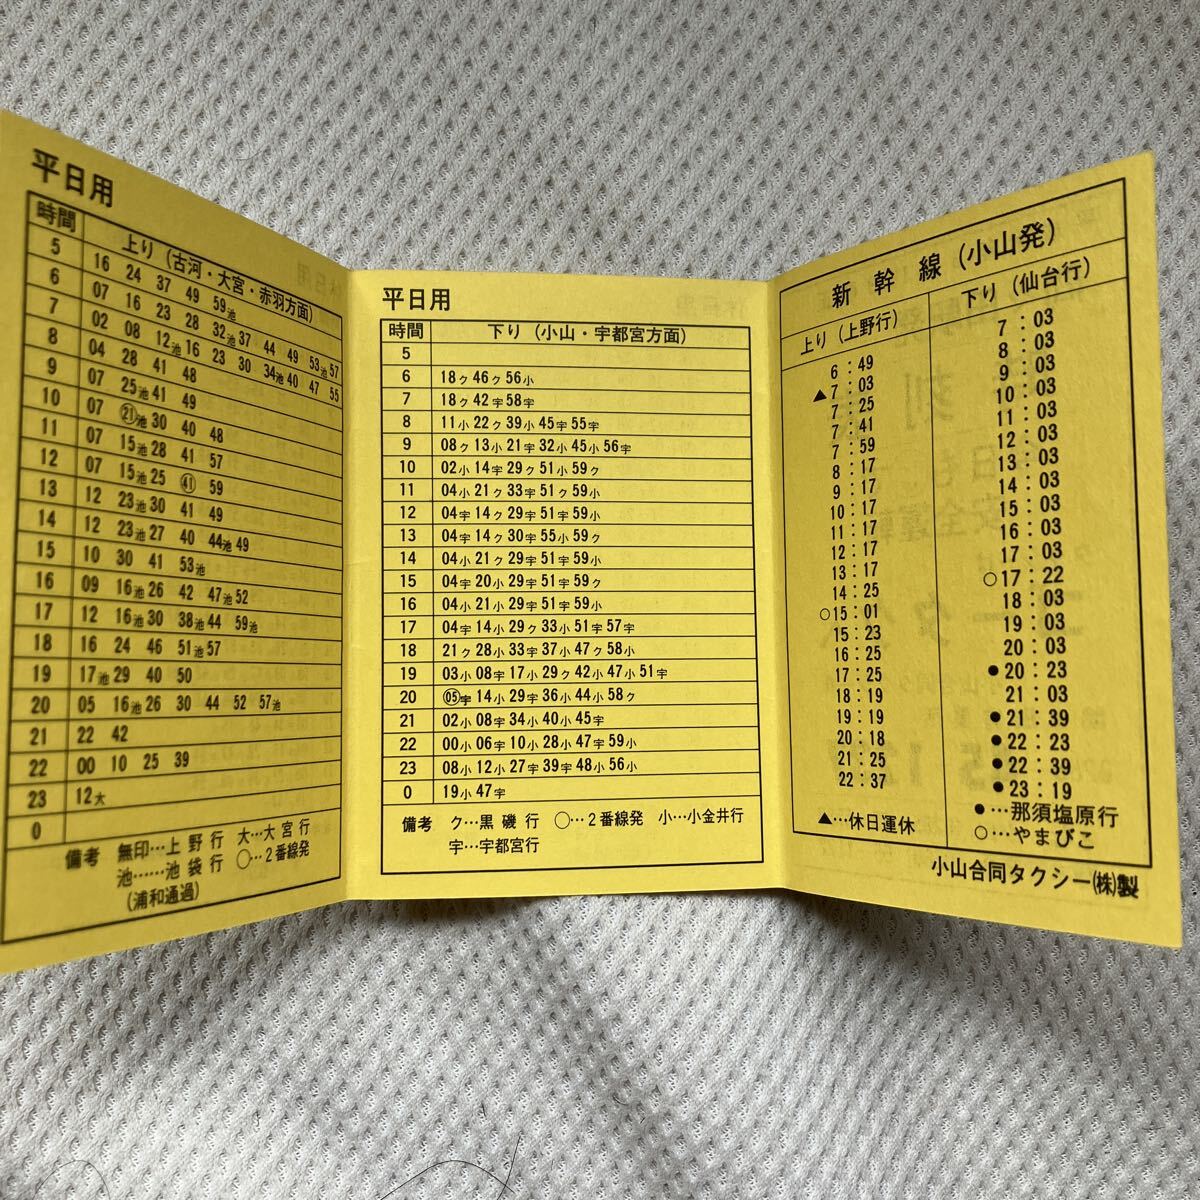 平日用
時間 上り（古河・大宮・赤羽方面）
5 16 24 37 49 59池
6 07 16 23 28 32池 37 44 49 53池 57
7 02 08 12池 16 23 30 34池 40 47 55
8 04 28 41 48
9 07 25池 41 49
10 07 ㉑池 30 40 48
11 07 15池 28 41 57
12 07 15池 25 ㊶ 59
13 12 23池 30 41 49
14 12 23池 27 40 44池 49
15 10 30 41 53池
16 09 16池 26 42 47池 52
17 12 16池 30 38池 44 59池
18 16 24 46 51池 57
19 17池 29 40 50
20 05 16池 26 30 44 52 57池
21 22 42
22 00 10 25 39
23 12大
0
備考 無印…上野行 大…大宮行
池……池袋行 ○…2番線発
(浦和通過)
平日用
時間 下り（小山・宇都宮方面）
5
6 18ク 46ク 56小
7 18ク 42宇 58宇
8 11小 22ク 39小 45宇 55宇
9 08ク 13小 21宇 32小 45小 56宇
10 02小 14宇 29ク 51小 59ク
11 04小 21ク 33宇 51ク 59小
12 04宇 14ク 29宇 51宇 59小
13 04宇 14ク 30宇 55小 59ク
14 04小 21ク 29宇 51宇 59小
15 04宇 20小 29宇 51宇 59ク
16 04小 21小 29宇 51宇 59小
17 04宇 14小 29ク 33小 51宇 57宇
18 21ク 28小 33宇 37小 47ク 58小
19 03小 08宇 17小 29ク 42小 47小 51宇
20 (05)宇 14小 29宇 36小 44小 58ク
21 02小 08宇 34小 40小 45宇
22 00小 06宇 10小 28小 47宇 59小
23 08小 12小 27宇 39宇 48小 56小
0 19小 47宇
備考 ク…黒磯行 ○…2番線発 小…小金井行
宇…宇都宮行
新幹線（小山発）
上り（上野行） 下り（仙台行）
6：49
▲7：03
7：25
7：41
7：59
8：17
9：17
10：17
11：17
12：17
13：17
14：25
○15：01
15：23
16：25
17：25
18：19
19：19
20：18
21：25
22：37
▲…休日運休
7：03
8：03
9：03
10：03
11：03
12：03
13：03
14：03
15：03
16：03
17：03
○17：22
18：03
19：03
20：03
●20：23
21：03
●21：39
●22：23
●22：39
●23：19
●…那須塩原行
○…やまびこ
小山合同タクシー㈱製